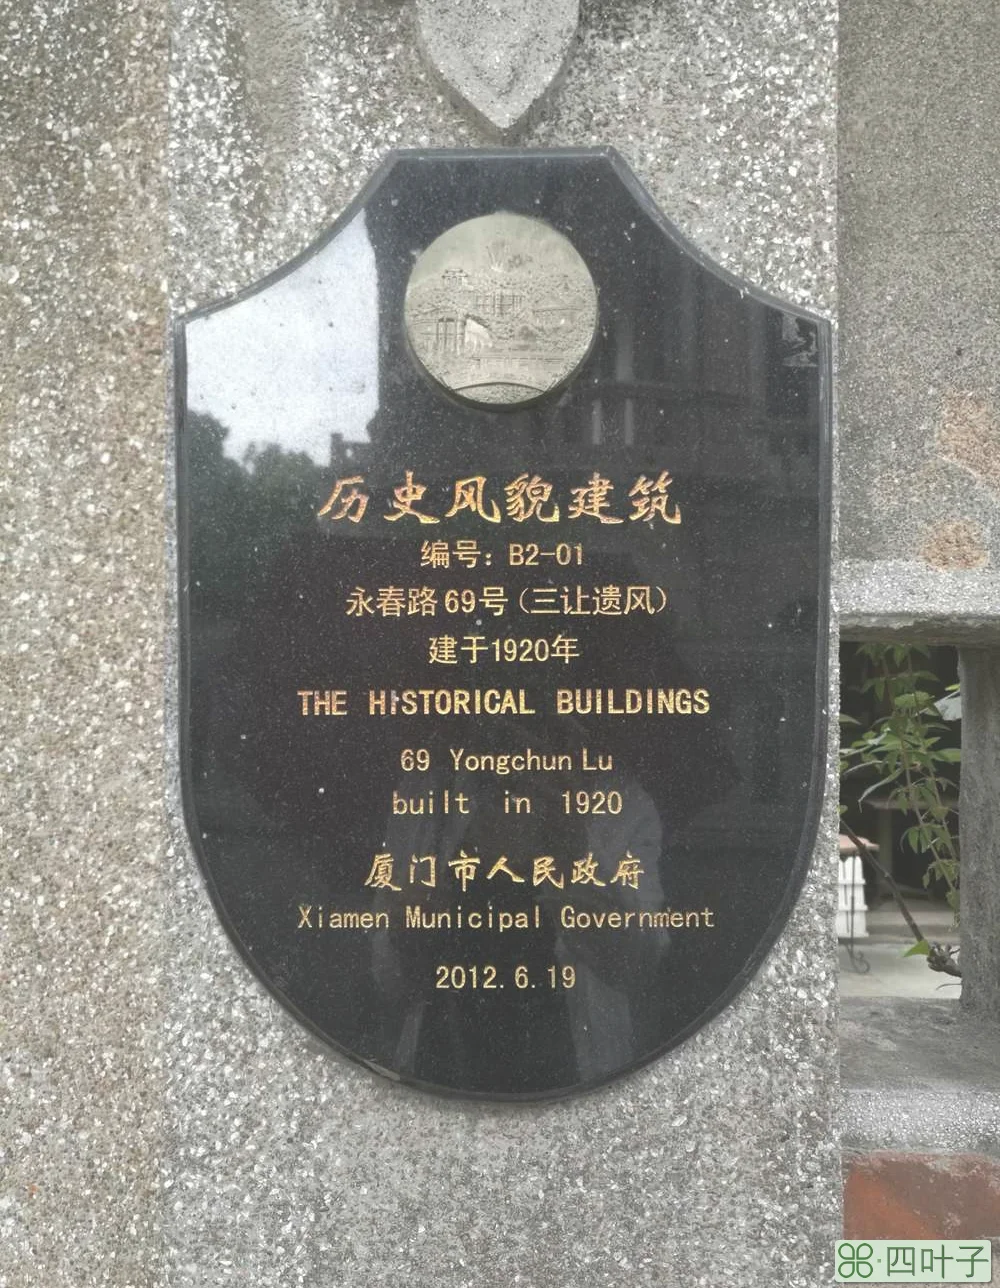 历史风貌建筑
编号：B2-01
永春路69号（三让遗风）
建于1920年
THE HISTORICAL BUILDINGS
69 Yongchun Lu
built in 1920
厦门市人民政府
Xiamen Municipal Government
2012.6.19
四叶子